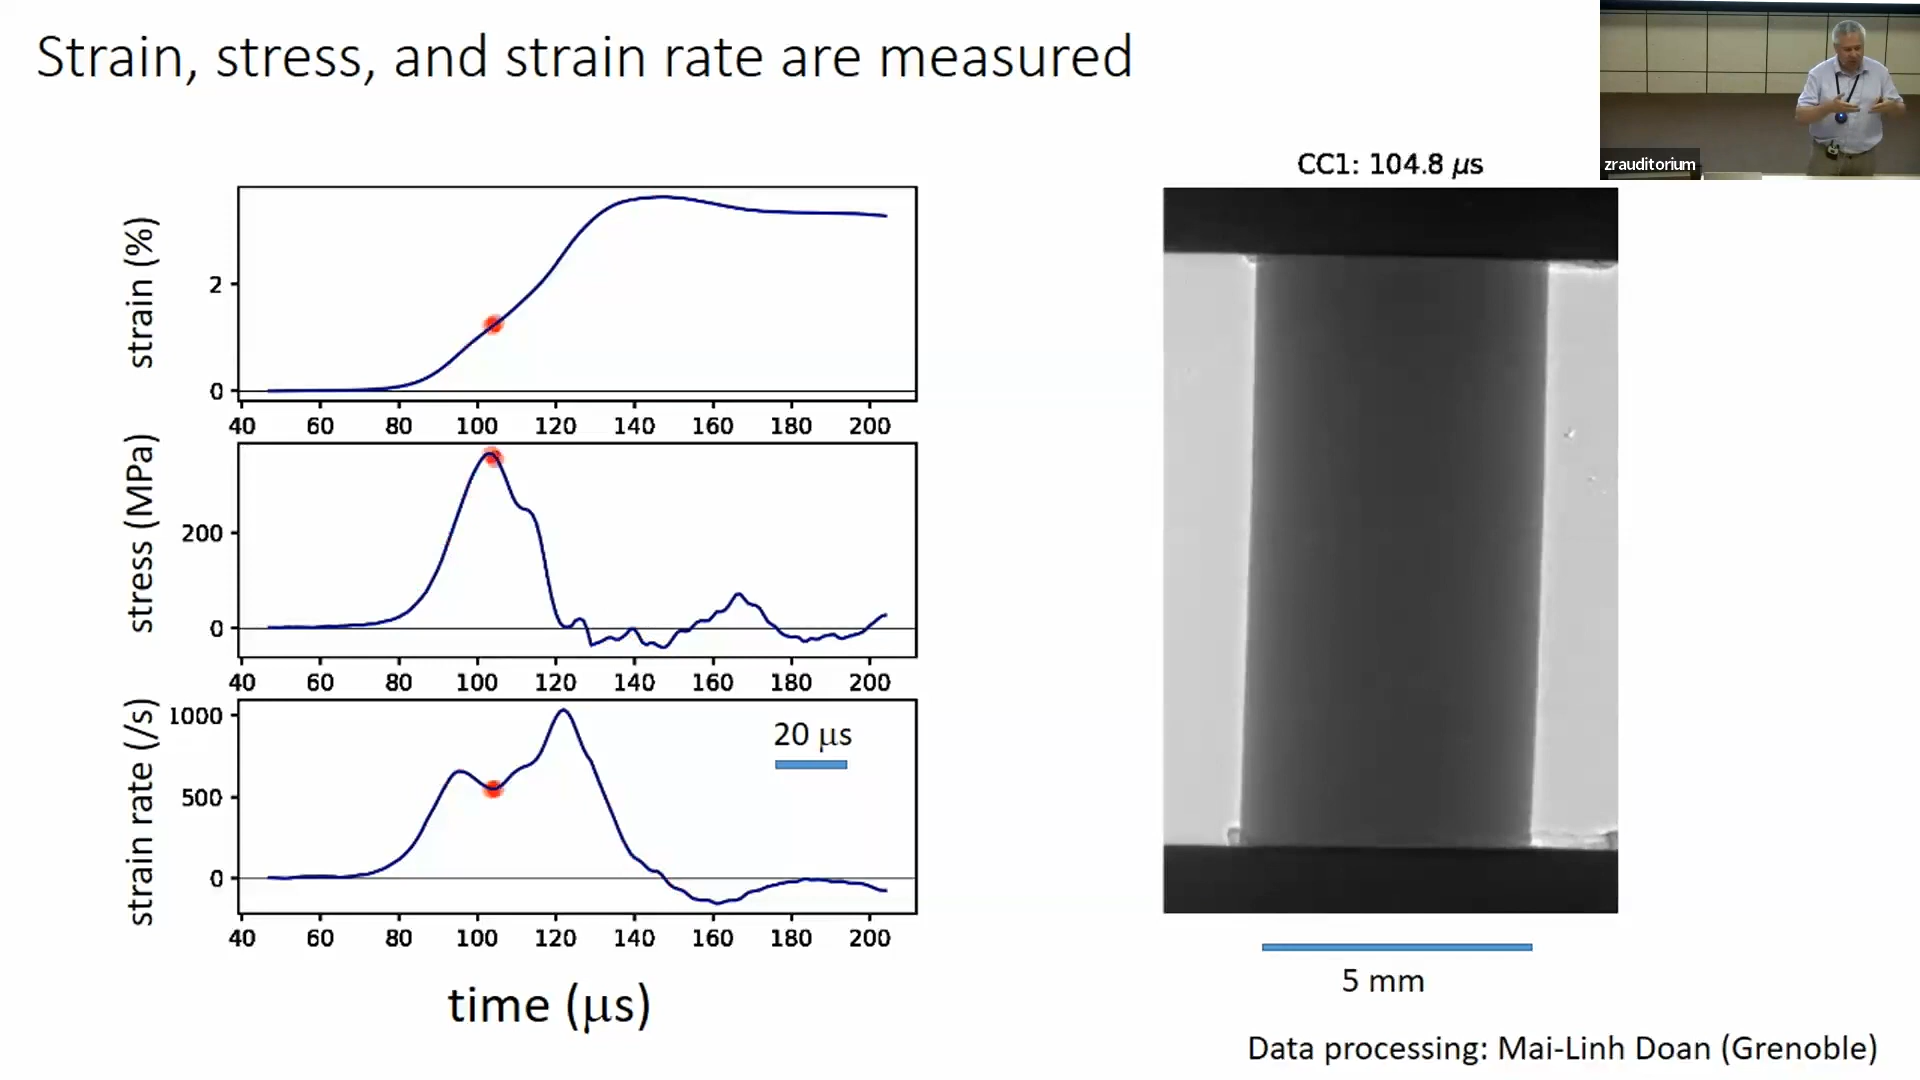 Strain, stress, and strain rate are measured
zrauditorium
CC1: 104.8 µs
strain (%)
2
0
40 60 80 100 120 140 160 180 200
stress (MPa)
200
0
40 60 80 100 120 140 160 180 200
strain rate (/s)
1000
500
0
20 µs
40 60 80 100 120 140 160 180 200
time (µs)
5 mm
Data processing: Mai-Linh Doan (Grenoble)